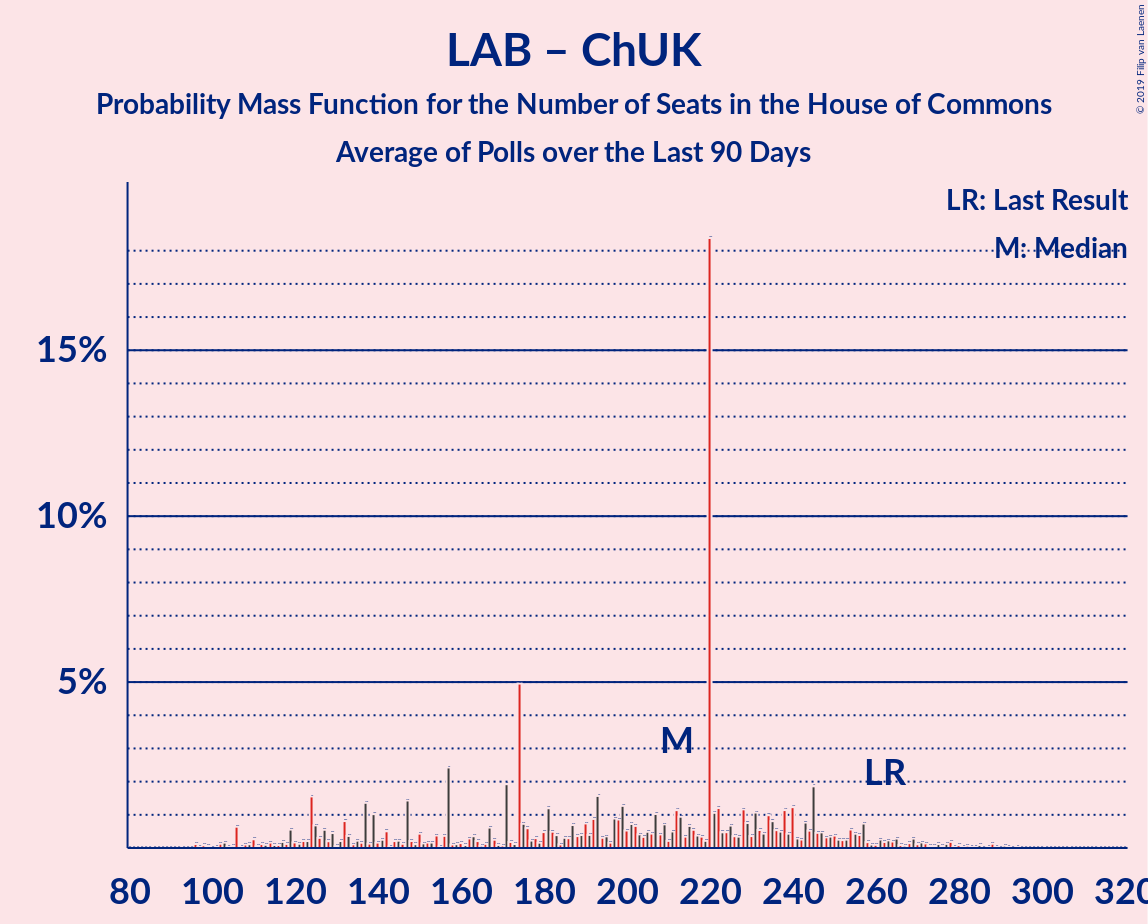 LAB – ChUK
Probability Mass Function for the Number of Seats in the House of Commons
Average of Polls over the Last 90 Days
© 2019 Filip van Laenen
LR: Last Result
M: Median
15%
10%
5%
M
LR
80 100 120 140 160 180 200 220 240 260 280 300 320